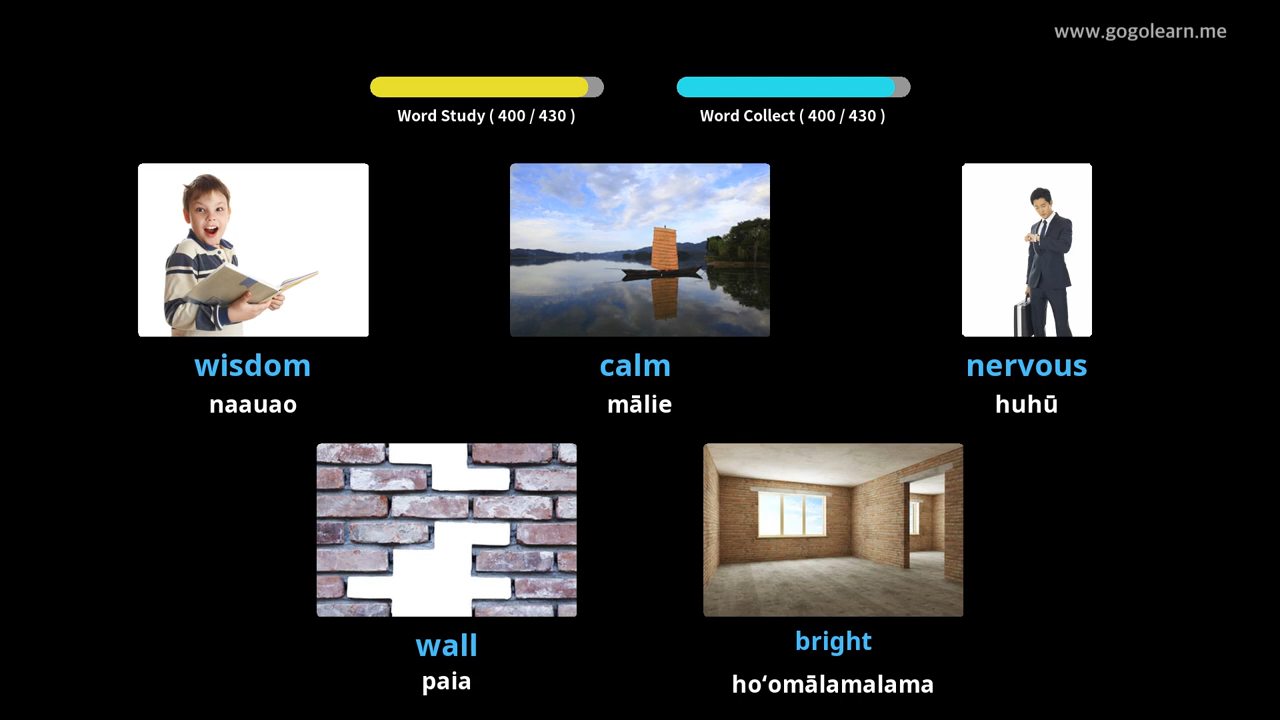 www.gogolearn.me
Word Study ( 400 / 430 )
Word Collect ( 400 / 430 )
wisdom
naauao
calm
mālie
nervous
huhū
wall
paia
bright
hoʻomālamalama